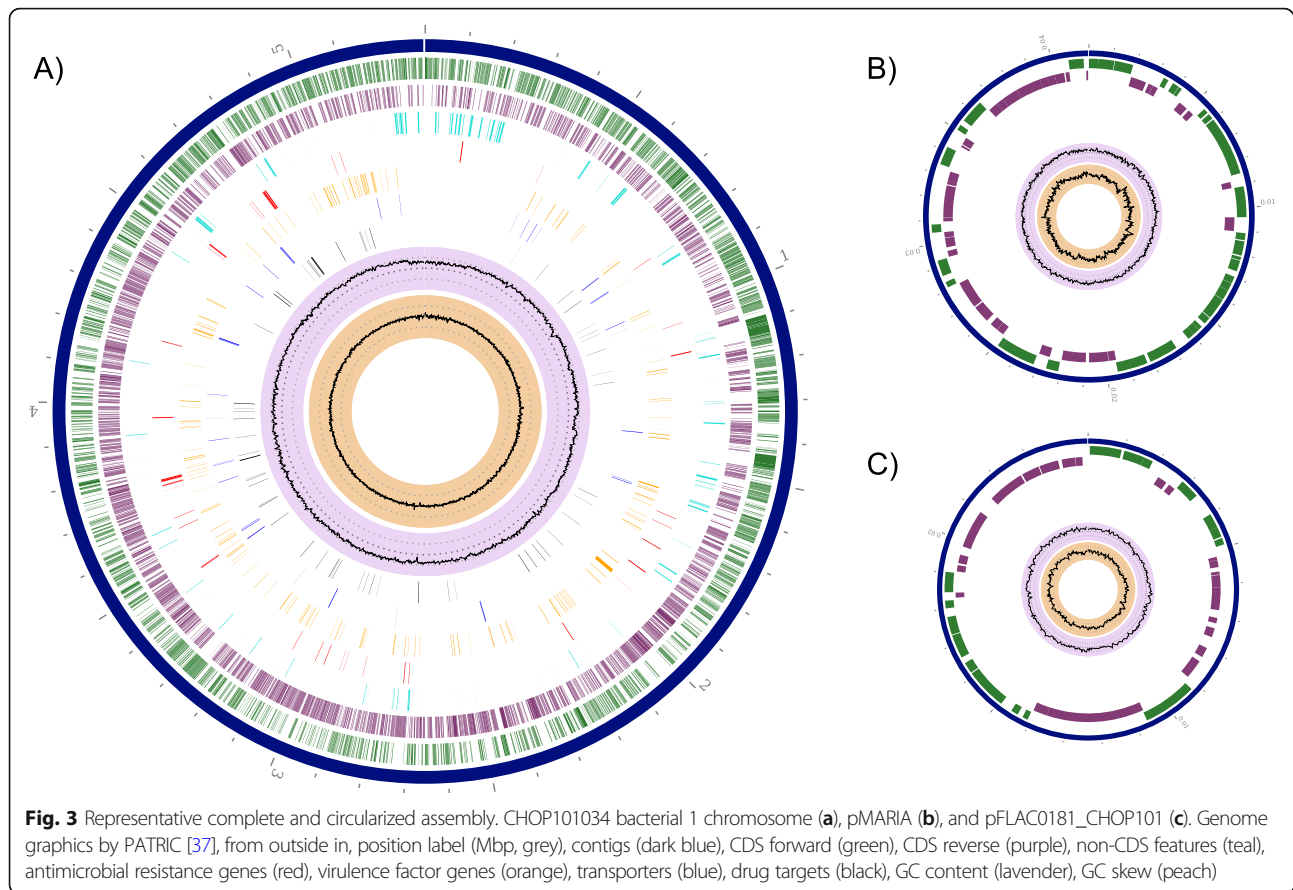 A)
B)
C)
5
1
4
2
3
0.04
0.01
0.03
0.02
0.02
0.01
Fig. 3 Representative complete and circularized assembly. CHOP101034 bacterial 1 chromosome (a), pMARIA (b), and pFLAC0181_CHOP101 (c). Genome
graphics by PATRIC [37], from outside in, position label (Mbp, grey), contigs (dark blue), CDS forward (green), CDS reverse (purple), non-CDS features (teal),
antimicrobial resistance genes (red), virulence factor genes (orange), transporters (blue), drug targets (black), GC content (lavender), GC skew (peach)